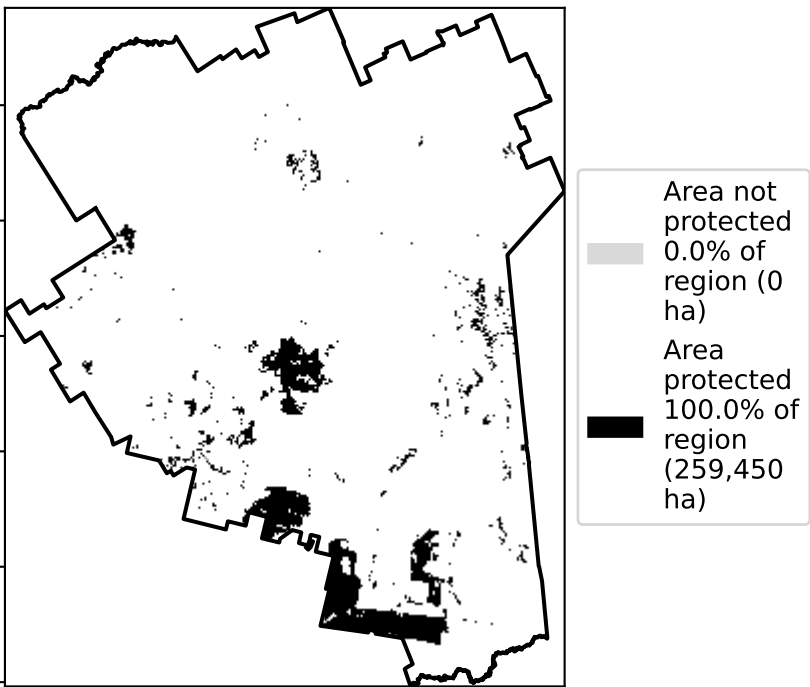 Area not
protected
0.0% of
region (0
ha)
Area
protected
100.0% of
region
(259,450
ha)